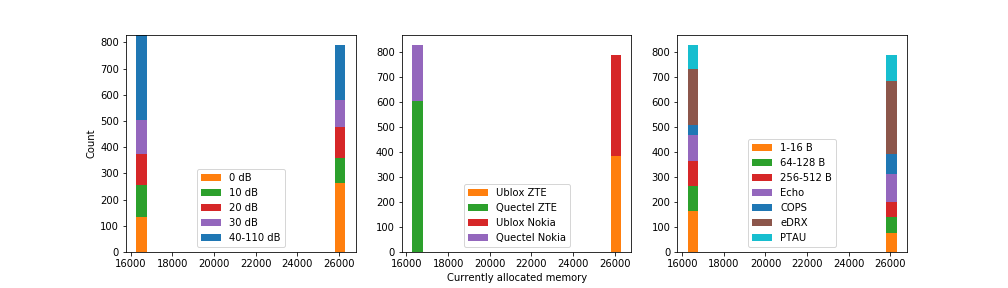 Count
800
700
600
500
400
300
200
100
0
16000 18000 20000 22000 24000 26000
0 dB
10 dB
20 dB
30 dB
40-110 dB
800
700
600
500
400
300
200
100
0
16000 18000 20000 22000 24000 26000
Ublox ZTE
Quectel ZTE
Ublox Nokia
Quectel Nokia
Currently allocated memory
800
700
600
500
400
300
200
100
0
16000 18000 20000 22000 24000 26000
1-16 B
64-128 B
256-512 B
Echo
COPS
eDRX
PTAU